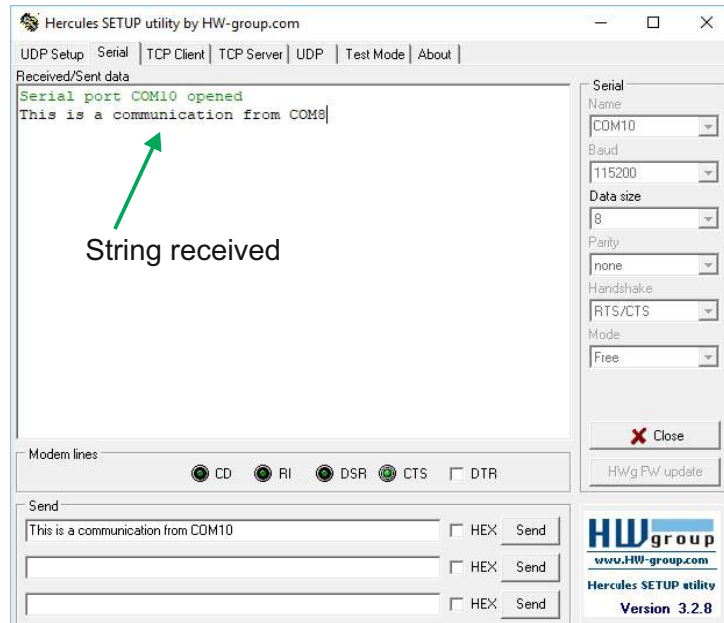 Hercules SETUP utility by HW-group.com
UDP Setup Serial TCP Client TCP Server UDP Test Mode About
Received/Sent data
Serial port COM10 opened
This is a communication from COM8
String received
Serial
Name
COM10
Baud
115200
Data size
8
Parity
none
Handshake
RTS/CTS
Mode
Free
Close
HWg FW update
Modem lines
CD RI DSR CTS DTR
Send
This is a communication from COM10 HEX Send
HEX Send
HEX Send
HWgroup
www.HW-group.com
Hercules SETUP utility
Version 3.2.8